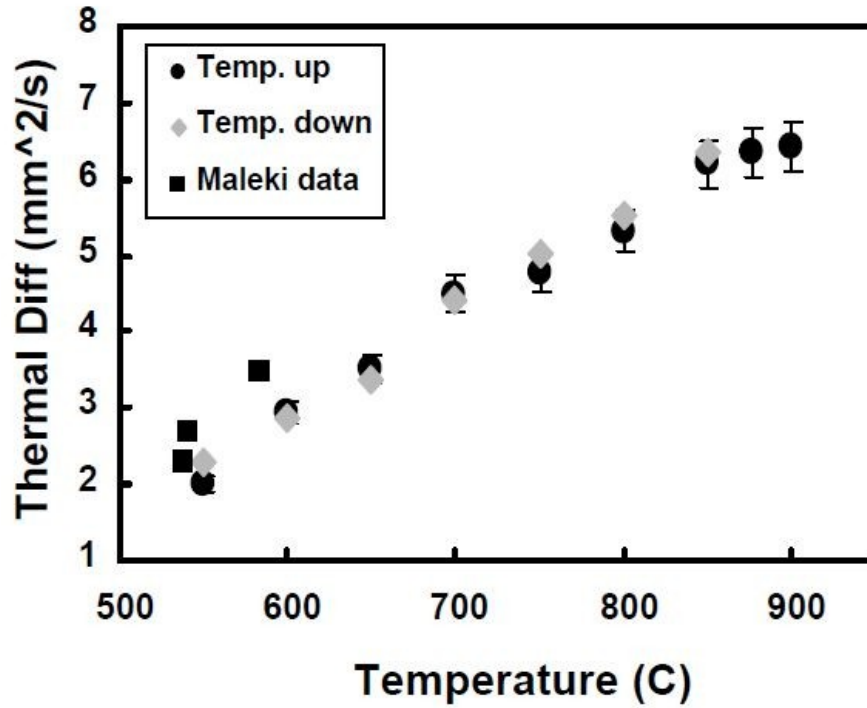 8
7
6
5
4
3
2
1
Thermal Diff (mm^2/s)
Temp. up
Temp. down
Maleki data
500 600 700 800 900
Temperature (C)